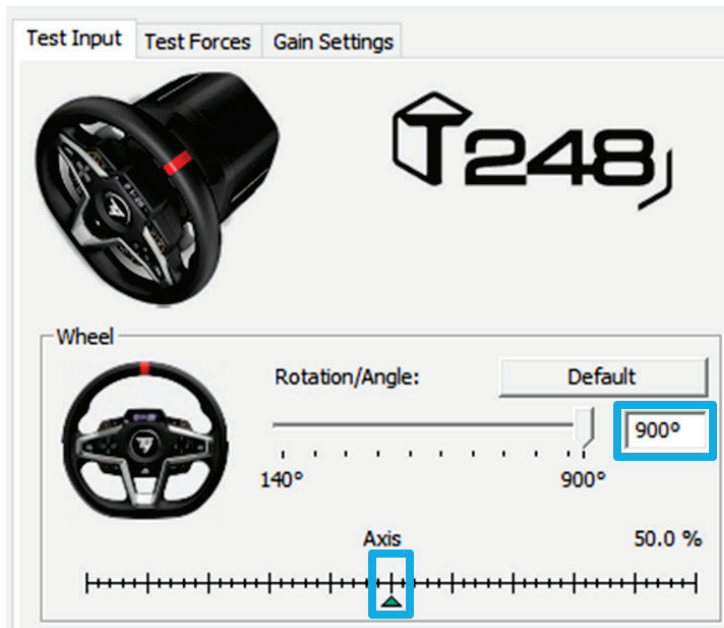 Test Input Test Forces Gain Settings
T248
Wheel
Rotation/Angle: Default
900°
140° 900°
Axis 50.0 %